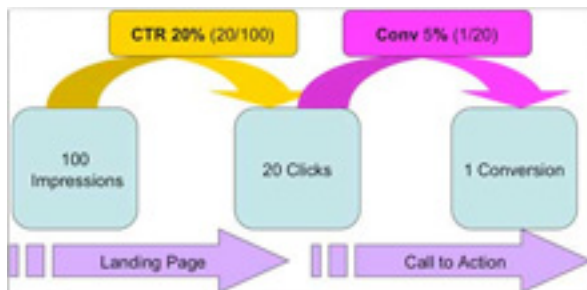 CTR 20% (20/100)
Conv 5% (1/20)
100
Impressions
20 Clicks
1 Conversion
Landing Page
Call to Action